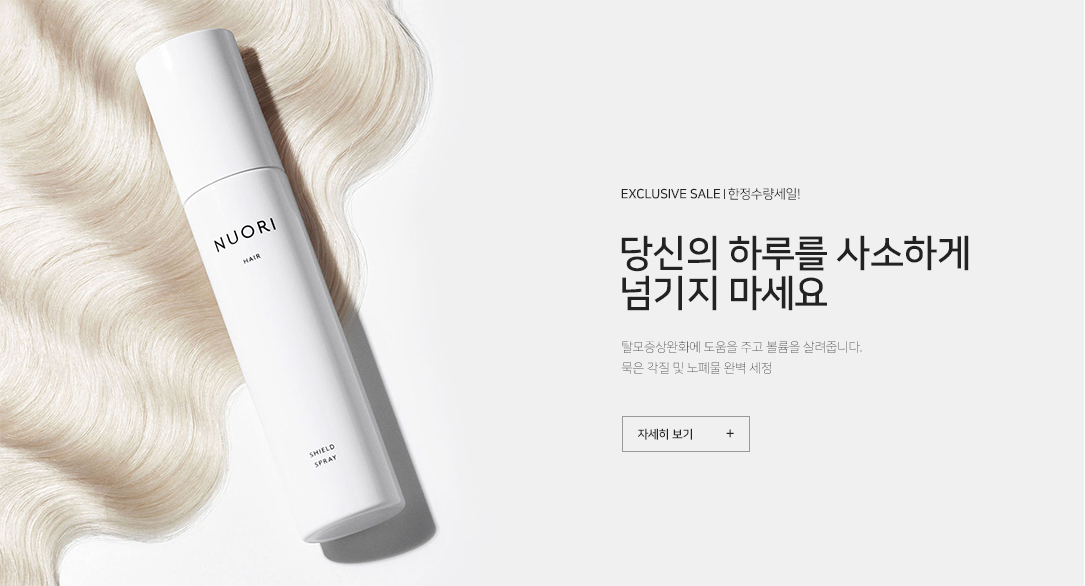 NUORI
HAIR
SHIELD
SPRAY
EXCLUSIVE SALE | 한정수량세일!
당신의 하루를 사소하게
넘기지 마세요
탈모증상완화에 도움을 주고 볼륨을 살려줍니다.
묵은 각질 및 노폐물 완벽 세정
자세히 보기 +